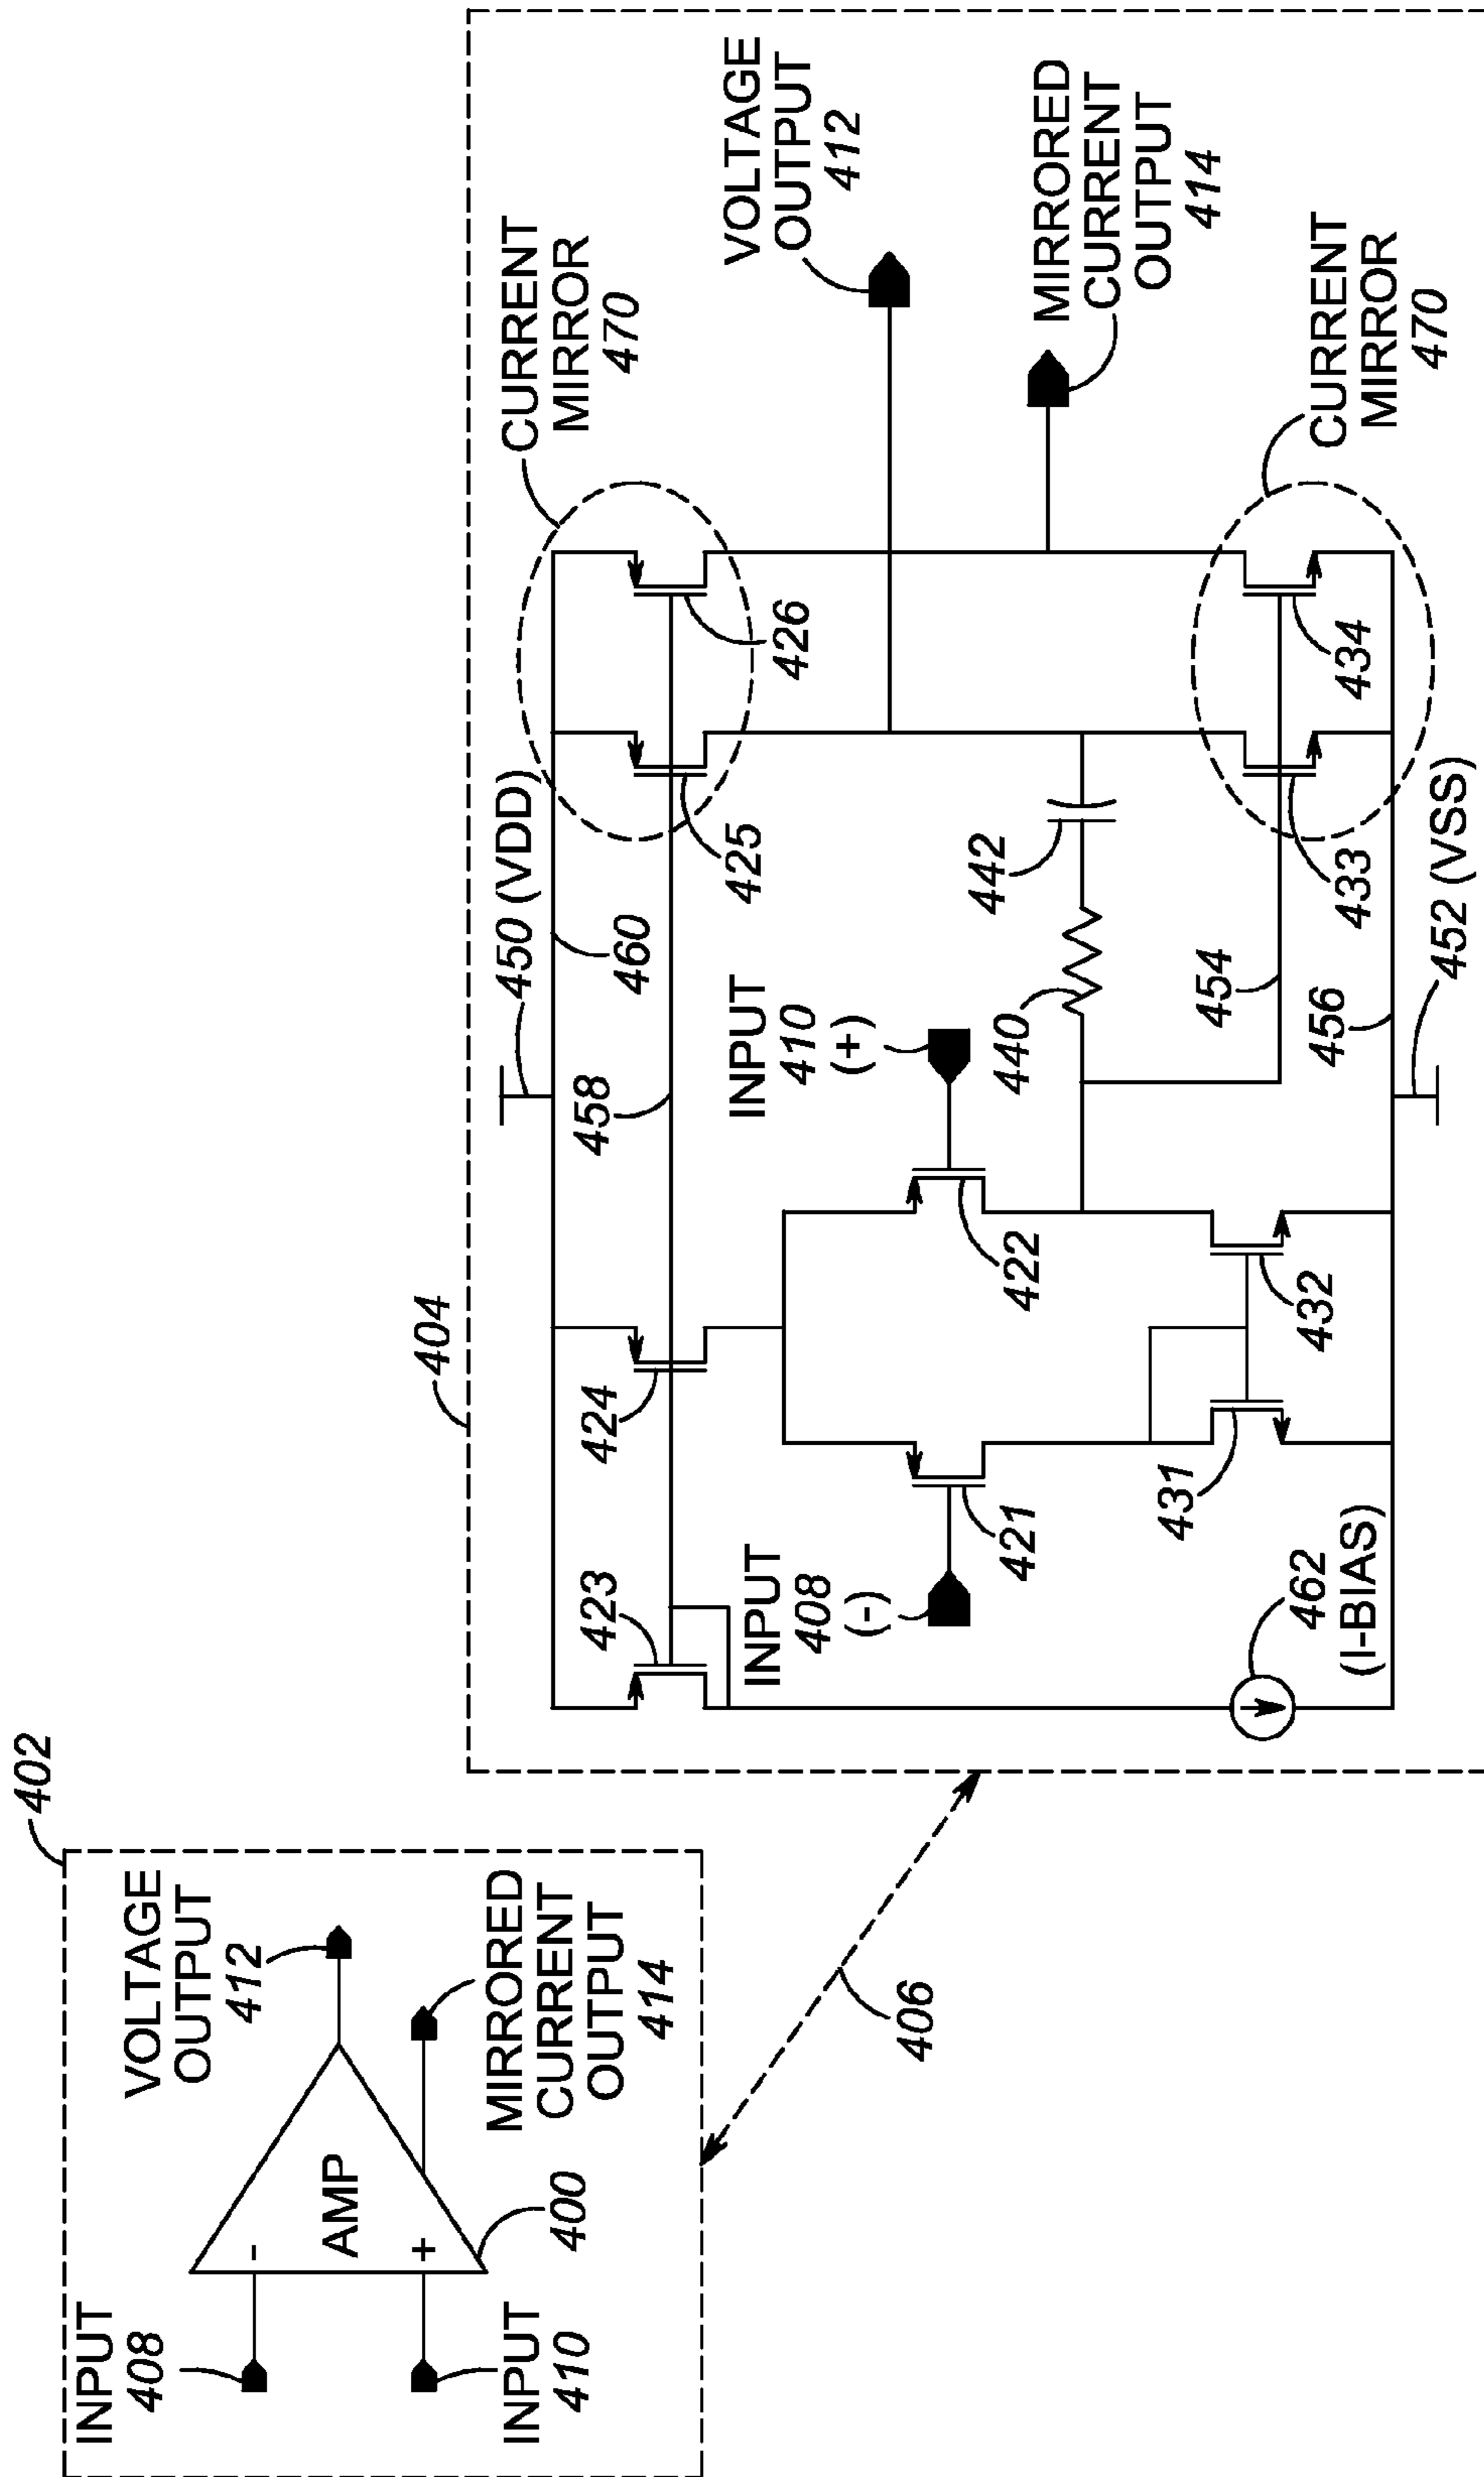 402
INPUT
408
INPUT
410
-
+
AMP
400
VOLTAGE
OUTPUT
412
MIRRORED
CURRENT
OUTPUT
414
406
404
450 (VDD)
460
458
423
424
425
426
CURRENT
MIRROR
470
VOLTAGE
OUTPUT
412
MIRRORED
CURRENT
OUTPUT
414
INPUT
408
(-)
421
422
INPUT
410
(+)
440
442
431
432
454
456
433
434
CURRENT
MIRROR
470
462
(I-BIAS)
452 (VSS)